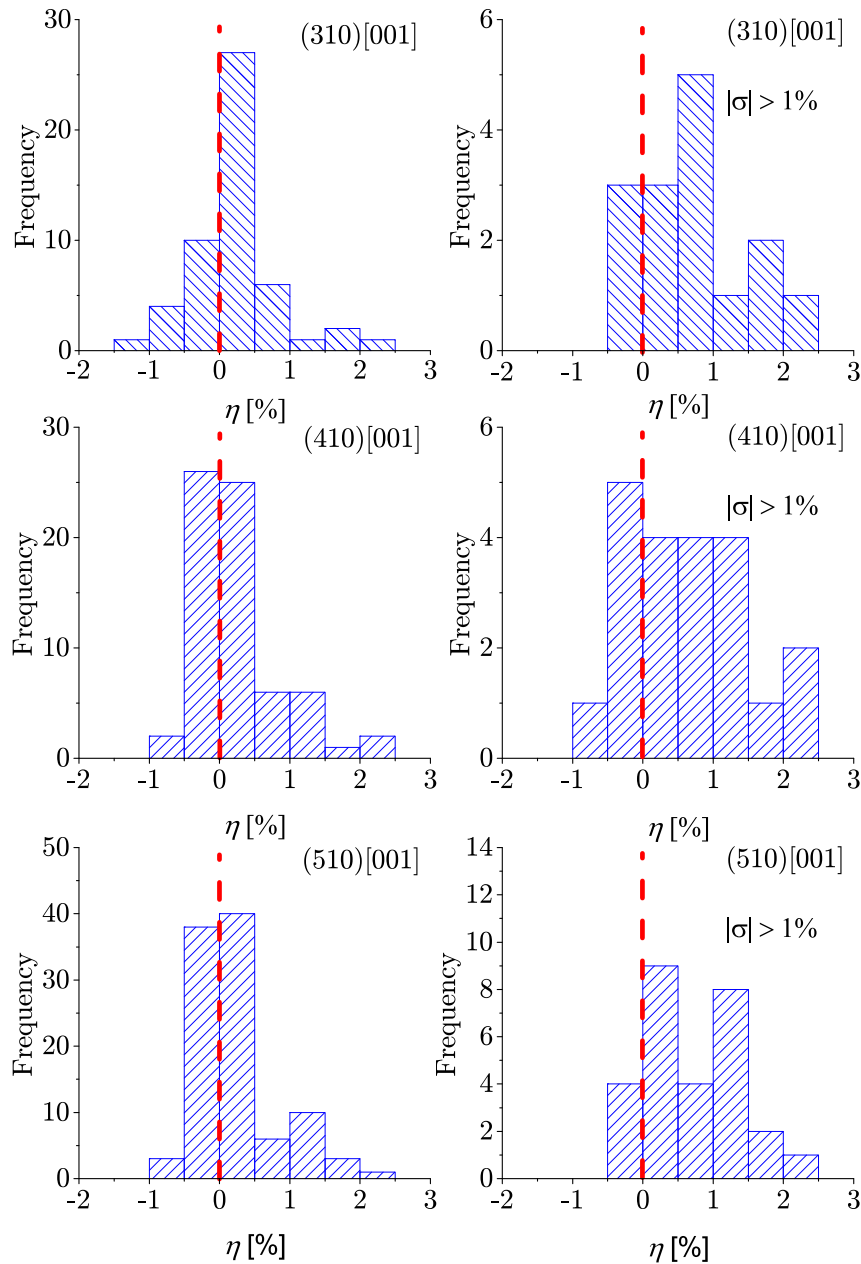 30
20
10
0
Frequency
(310)[001]
-2 -1 0 1 2 3
η [%]
6
4
2
0
Frequency
(310)[001]
|σ| > 1%
-2 -1 0 1 2 3
η [%]
30
20
10
0
Frequency
(410)[001]
-2 -1 0 1 2 3
η [%]
6
4
2
0
Frequency
(410)[001]
|σ| > 1%
-2 -1 0 1 2 3
η [%]
50
40
30
20
10
0
Frequency
(510)[001]
-2 -1 0 1 2 3
η [%]
14
12
10
8
6
4
2
0
Frequency
(510)[001]
|σ| > 1%
-2 -1 0 1 2 3
η [%]